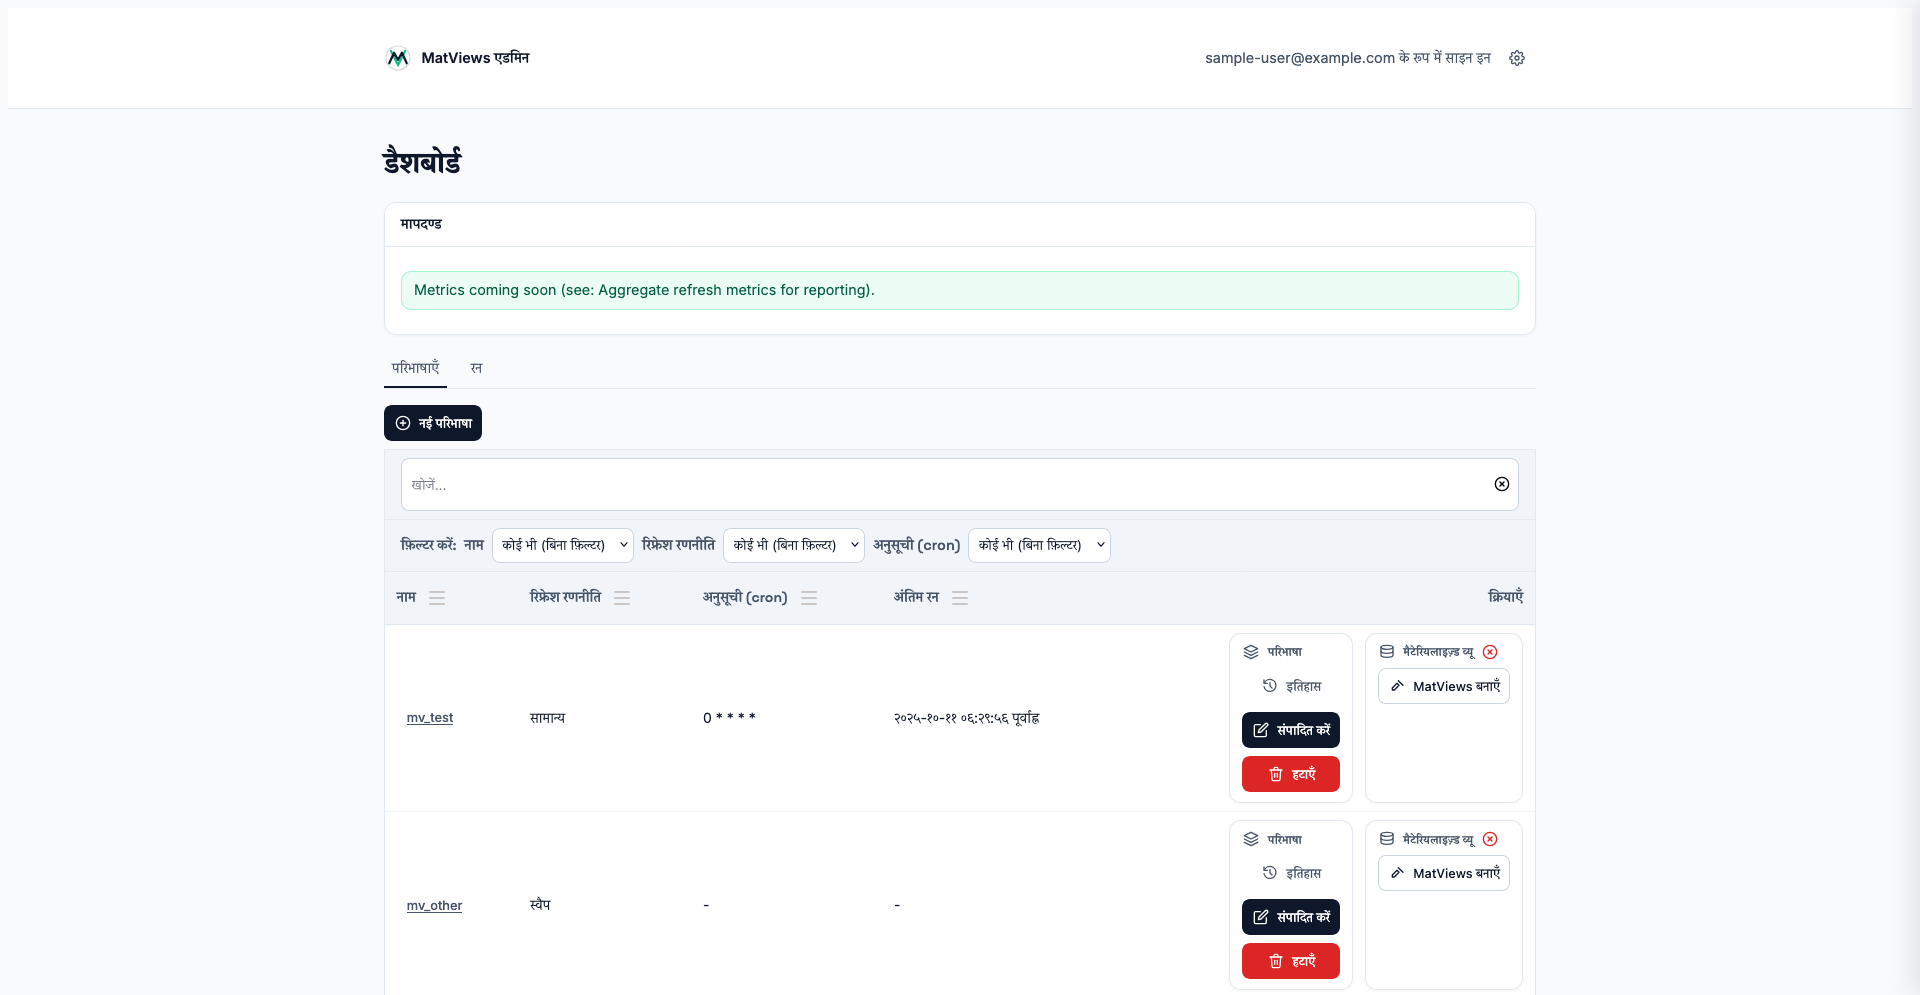 MatViews एडमिन
sample-user@example.com के रूप में साइन इन
डैशबोर्ड
मापदण्ड
Metrics coming soon (see: Aggregate refresh metrics for reporting).
परिभाषाएँ रन
नई परिभाषा
खोजें...
फ़िल्टर करें: नाम कोई भी (बिना फ़िल्टर) रिफ्रेश रणनीति कोई भी (बिना फ़िल्टर) अनुसूची (cron) कोई भी (बिना फ़िल्टर)
नाम रिफ्रेश रणनीति अनुसूची (cron) अंतिम रन क्रियाएँ
परिभाषा मैटेरियलाइज़्ड व्यू
इतिहास MatViews बनाएँ
mv_test सामान्य 0 * * * * २०२५-१०-११ ०६:२९:५६ पूर्वाह्न
संपादित करें
हटाएँ
परिभाषा मैटेरियलाइज़्ड व्यू
इतिहास MatViews बनाएँ
mv_other स्वैप - -
संपादित करें
हटाएँ